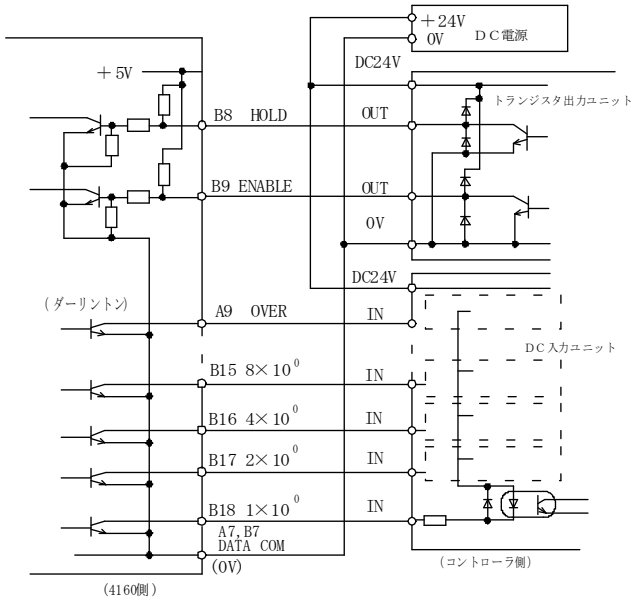 ＋24V
0V
ＤＣ電源
DC24V
＋5V
トランジスタ出力ユニット
B8 HOLD
OUT
B9 ENABLE
OUT
0V
DC24V
(ダーリントン)
A9 OVER
IN
DC入力ユニット
B15 8×10⁰
IN
B16 4×10⁰
IN
B17 2×10⁰
IN
B18 1×10⁰
IN
A7,B7
DATA COM
(0V)
(コントローラ側)
(4160側)